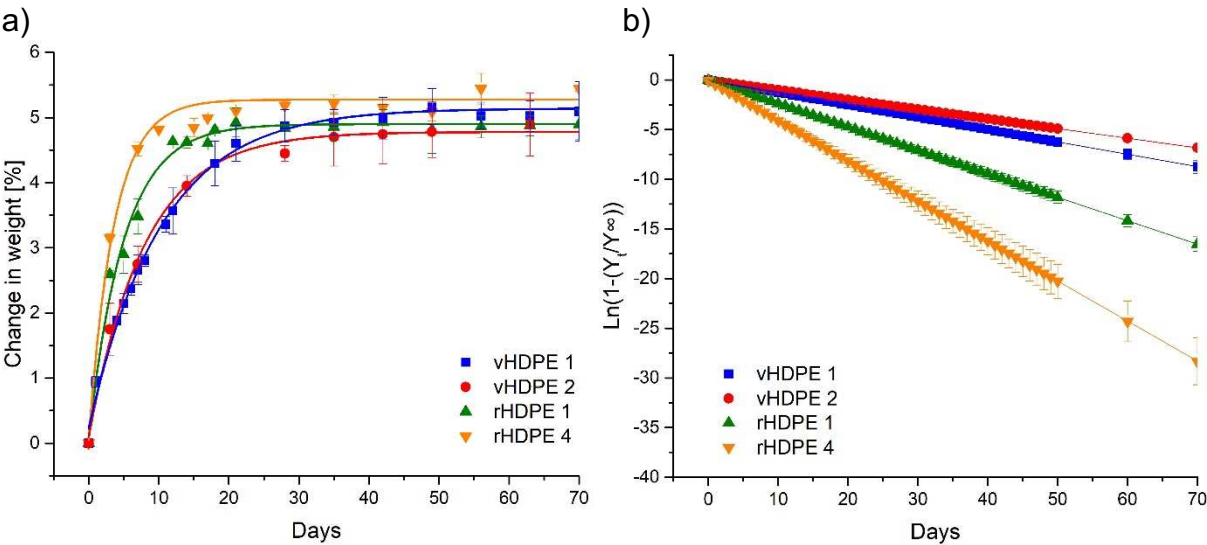 a)
6
5
4
3
2
1
0
Change in weight [%]
vHDPE 1
vHDPE 2
rHDPE 1
rHDPE 4
0 10 20 30 40 50 60 70
Days
b)
0
-5
-10
-15
-20
-25
-30
-35
-40
Ln(1-(Yt/Y∞))
vHDPE 1
vHDPE 2
rHDPE 1
rHDPE 4
0 10 20 30 40 50 60 70
Days